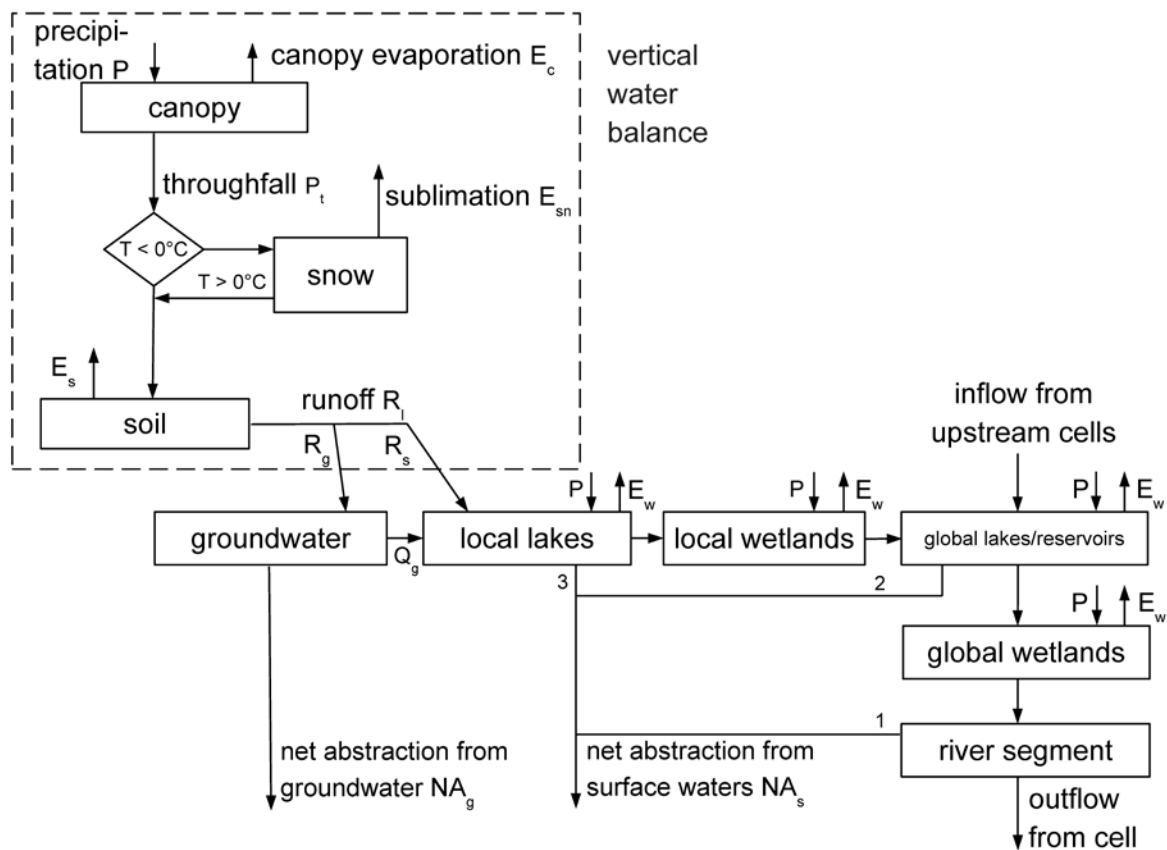 precipi-
tation P
canopy evaporation E_c
vertical
water
balance
canopy
throughfall P_t
sublimation E_sn
T < 0°C
T > 0°C
snow
E_s
soil
runoff R_l
R_g
R_s
inflow from
upstream cells
P
E_w
P
E_w
P
E_w
groundwater
Q_g
local lakes
local wetlands
global lakes/reservoirs
3
2
P
E_w
global wetlands
1
river segment
net abstraction from
groundwater NA_g
net abstraction from
surface waters NA_s
outflow
from cell